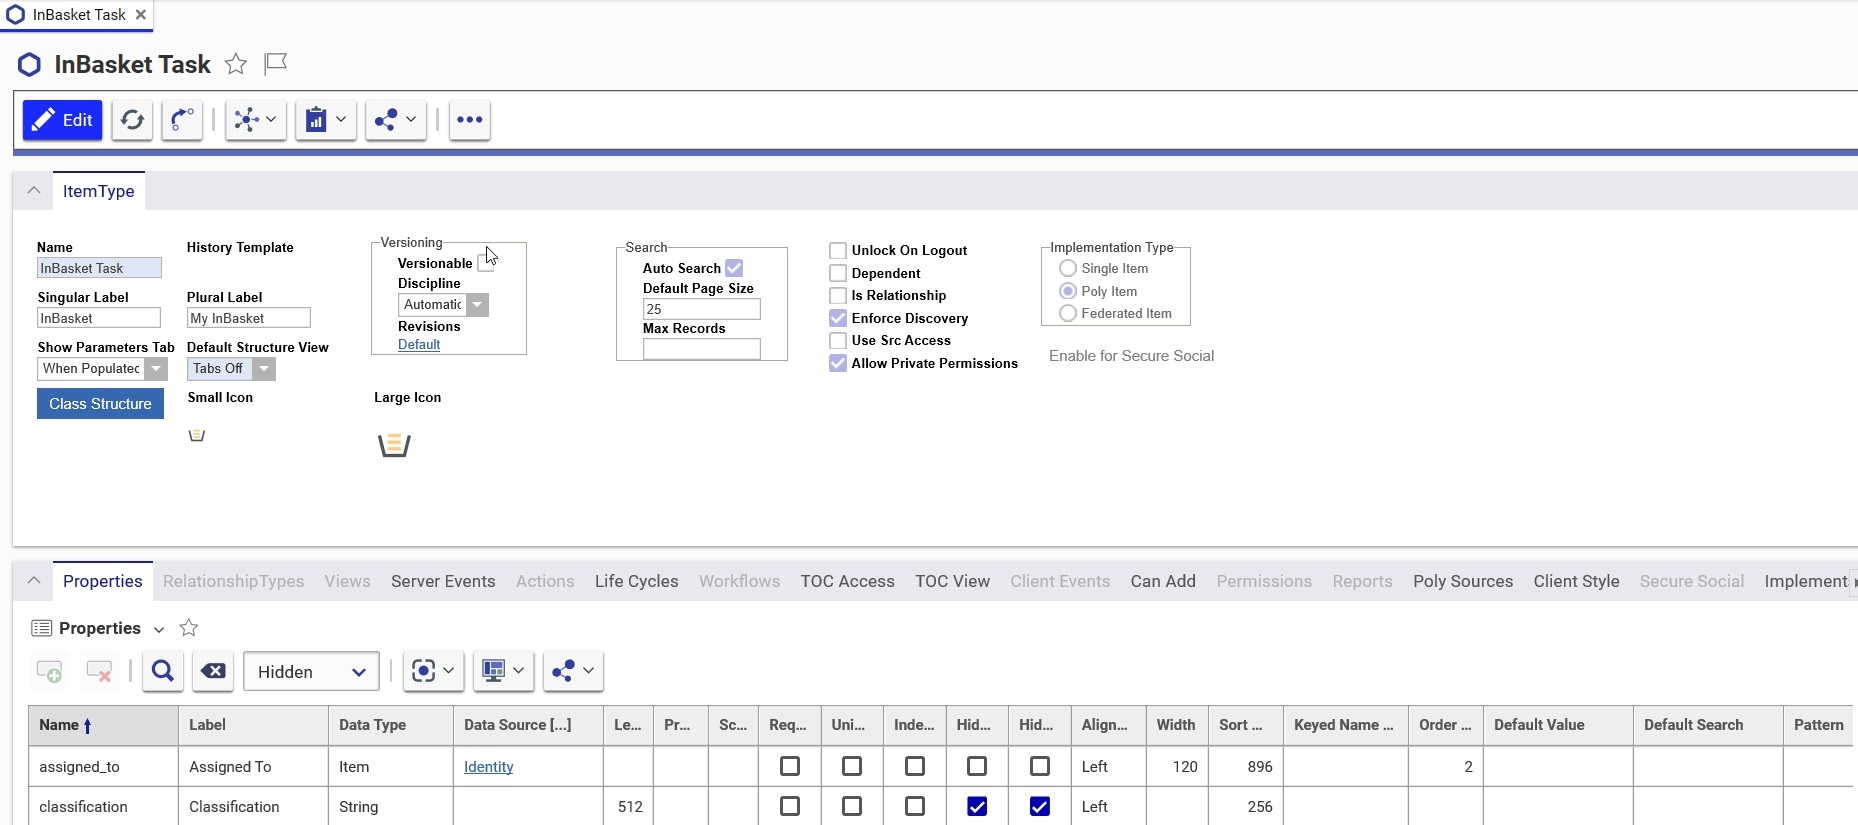 InBasket Task
InBasket Task
Edit
ItemType
Name
InBasket Task
History Template
Singular Label
InBasket
Plural Label
My InBasket
Show Parameters Tab
When Populatec
Default Structure View
Tabs Off
Class Structure
Small Icon
Large Icon
Versioning
Versionable
Discipline
Automatic
Revisions
Default
Search
Auto Search
Default Page Size
25
Max Records
Unlock On Logout
Dependent
Is Relationship
Enforce Discovery
Use Src Access
Allow Private Permissions
Implementation Type
Single Item
Poly Item
Federated Item
Enable for Secure Social
Properties RelationshipTypes Views Server Events Actions Life Cycles Workflows TOC Access TOC View Client Events Can Add Permissions Reports Poly Sources Client Style Secure Social Implement
Properties
Hidden
Name Label Data Type Data Source [...] Le... Pr... Sc... Req... Uni... Inde... Hid... Hid... Align... Width Sort ... Keyed Name ... Order ... Default Value Default Search Pattern
assigned_to Assigned To Item Identity Left 120 896 2
classification Classification String 512 Left 256